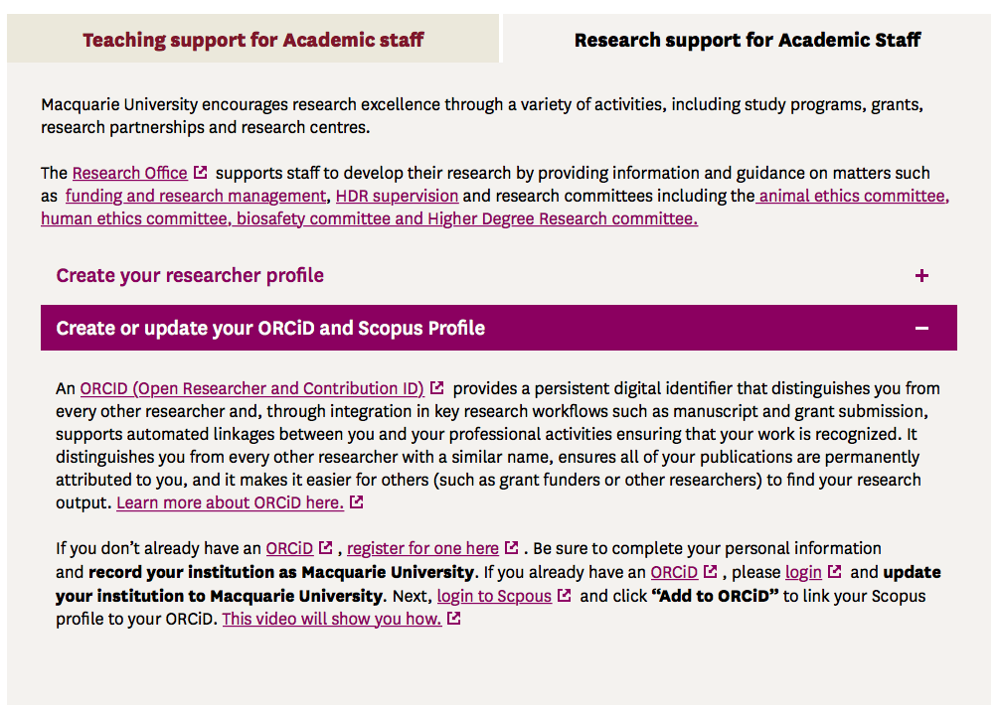 Teaching support for Academic staff
Research support for Academic Staff
Macquarie University encourages research excellence through a variety of activities, including study programs, grants,
research partnerships and research centres.
The Research Office supports staff to develop their research by providing information and guidance on matters such
as funding and research management, HDR supervision and research committees including the animal ethics committee,
human ethics committee, biosafety committee and Higher Degree Research committee.
Create your researcher profile +
Create or update your ORCiD and Scopus Profile –
An ORCID (Open Researcher and Contribution ID) provides a persistent digital identifier that distinguishes you from
every other researcher and, through integration in key research workflows such as manuscript and grant submission,
supports automated linkages between you and your professional activities ensuring that your work is recognized. It
distinguishes you from every other researcher with a similar name, ensures all of your publications are permanently
attributed to you, and it makes it easier for others (such as grant funders or other researchers) to find your research
output. Learn more about ORCiD here.
If you don’t already have an ORCiD , register for one here . Be sure to complete your personal information
and record your institution as Macquarie University. If you already have an ORCiD , please login and update
your institution to Macquarie University. Next, login to Scpous and click “Add to ORCiD” to link your Scopus
profile to your ORCiD. This video will show you how.